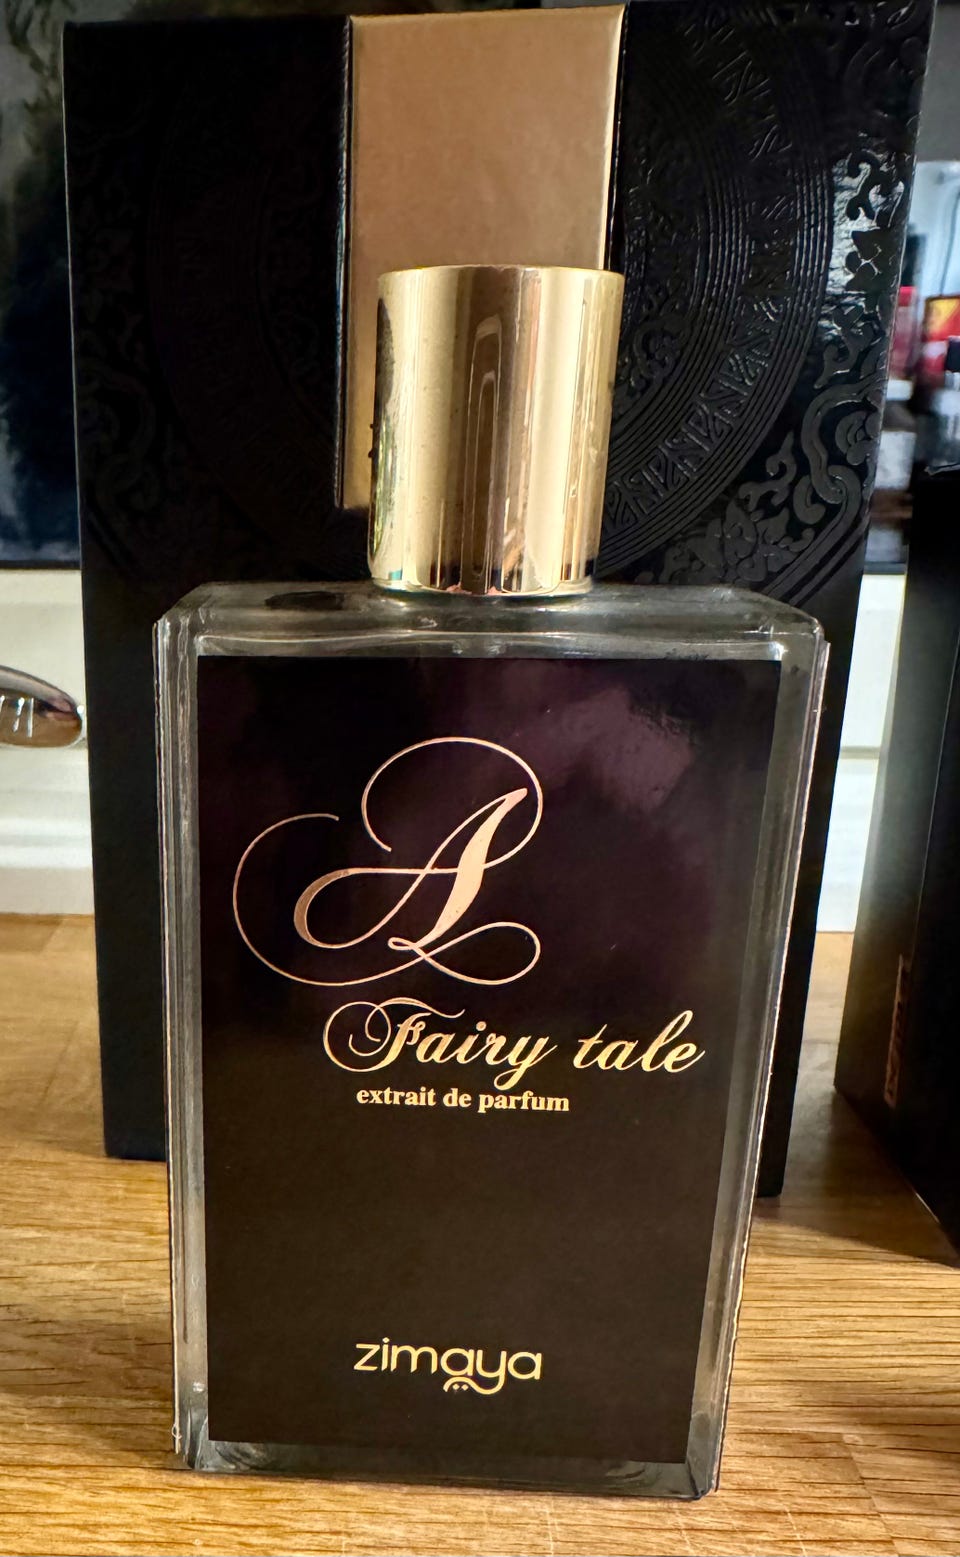 A
Fairy tale
extrait de parfum
zimaya